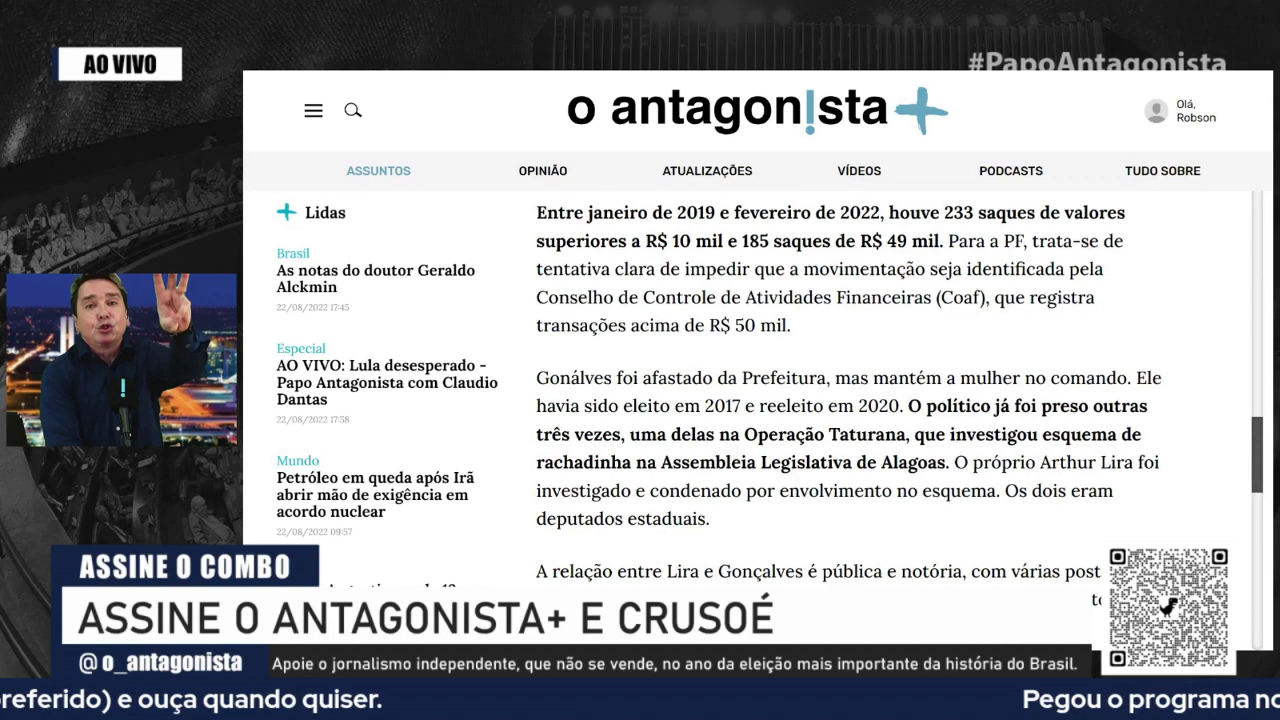 AO VIVO
#PapoAntagonista
o antagon!sta+
Olá,
Robson
ASSUNTOS
OPINIÃO
ATUALIZAÇÕES
VÍDEOS
PODCASTS
TUDO SOBRE
+ Lidas
Brasil
As notas do doutor Geraldo
Alckmin
22/08/2022 17:45
Especial
AO VIVO: Lula desesperado -
Papo Antagonista com Claudio
Dantas
22/08/2022 17:58
Mundo
Petróleo em queda após Irã
abrir mão de exigência em
acordo nuclear
22/08/2022 09:57
Entre janeiro de 2019 e fevereiro de 2022, houve 233 saques de valores
superiores a R$ 10 mil e 185 saques de R$ 49 mil. Para a PF, trata-se de
tentativa clara de impedir que a movimentação seja identificada pela
Conselho de Controle de Atividades Financeiras (Coaf), que registra
transações acima de R$ 50 mil.
Gonálves foi afastado da Prefeitura, mas mantém a mulher no comando. Ele
havia sido eleito em 2017 e reeleito em 2020. O político já foi preso outras
três vezes, uma delas na Operação Taturana, que investigou esquema de
rachadinha na Assembleia Legislativa de Alagoas. O próprio Arthur Lira foi
investigado e condenado por envolvimento no esquema. Os dois eram
deputados estaduais.
A relação entre Lira e Gonçalves é pública e notória, com várias post
ASSINE O COMBO
ASSINE O ANTAGONISTA+ E CRUSOÉ
@o_antagonista
Apoie o jornalismo independente, que não se vende, no ano da eleição mais importante da história do Brasil.
preferido) e ouça quando quiser.
Pegou o programa no